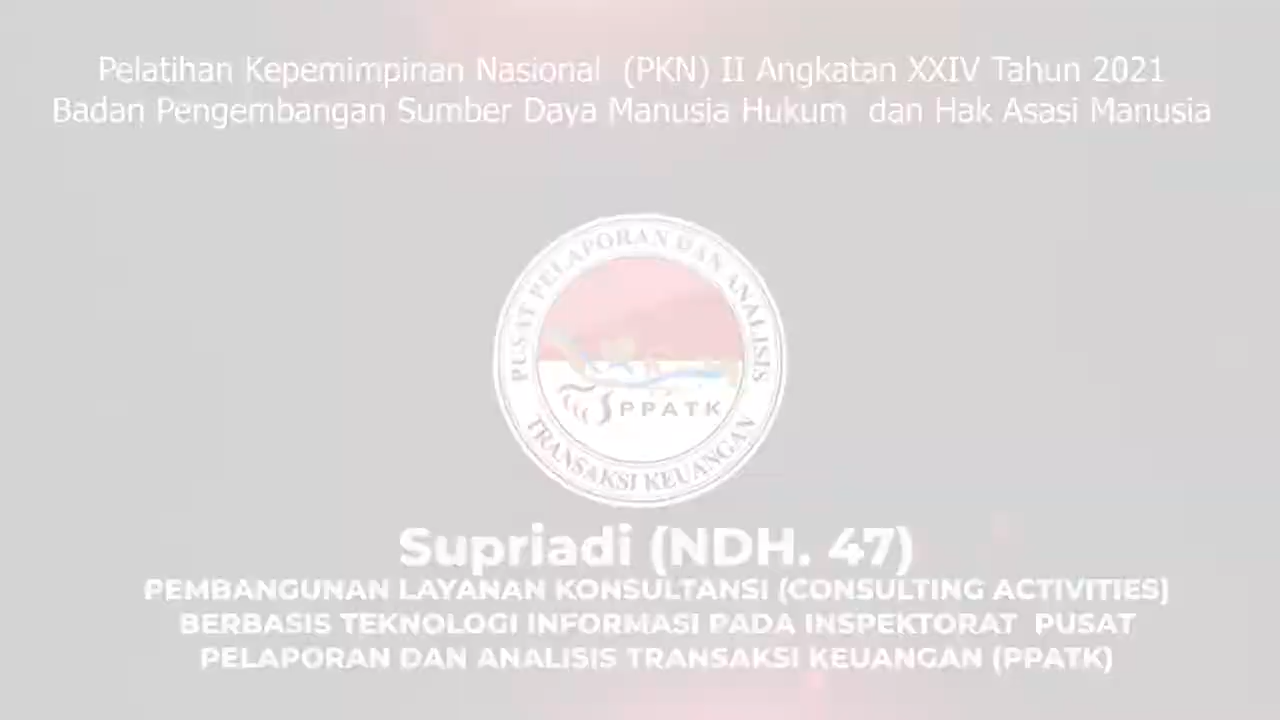 Pelatihan Kepemimpinan Nasional (PKN) II Angkatan XXIV Tahun 2021
Badan Pengembangan Sumber Daya Manusia Hukum dan Hak Asasi Manusia
PUSAT PELAPORAN DAN ANALISIS
PPATK
TRANSAKSI KEUANGAN
Supriadi (NDH. 47)
PEMBANGUNAN LAYANAN KONSULTANSI (CONSULTING ACTIVITIES)
BERBASIS TEKNOLOGI INFORMASI PADA INSPEKTORAT PUSAT
PELAPORAN DAN ANALISIS TRANSAKSI KEUANGAN (PPATK)